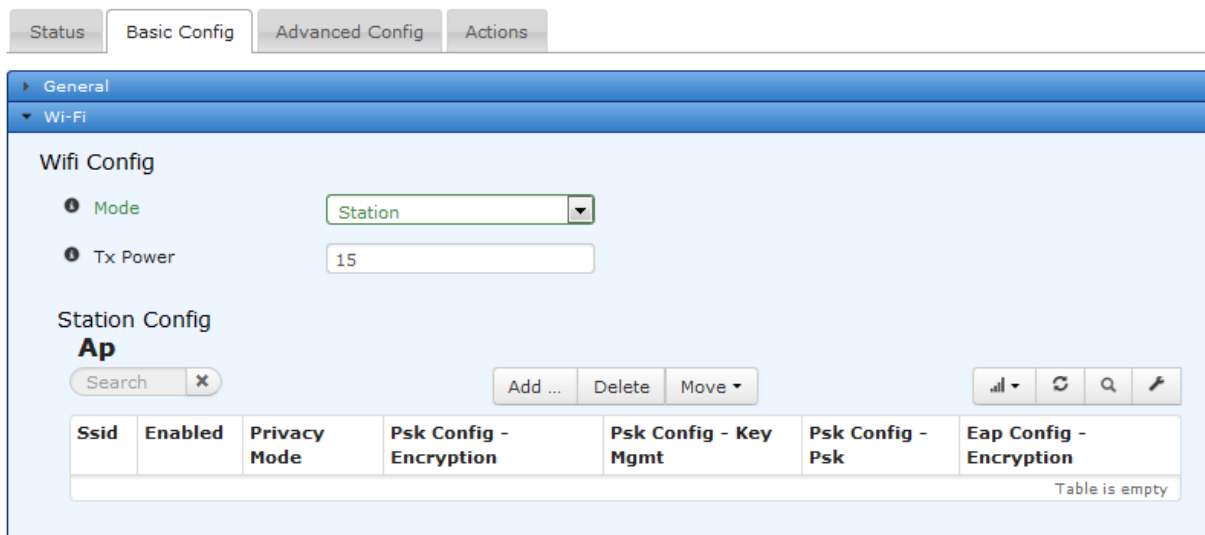 Status Basic Config Advanced Config Actions
General
Wi-Fi
Wifi Config
Mode Station
Tx Power 15
Station Config
Ap
Search Add ... Delete Move
Ssid Enabled Privacy Mode Psk Config - Encryption Psk Config - Key Mgmt Psk Config - Psk Eap Config - Encryption
Table is empty